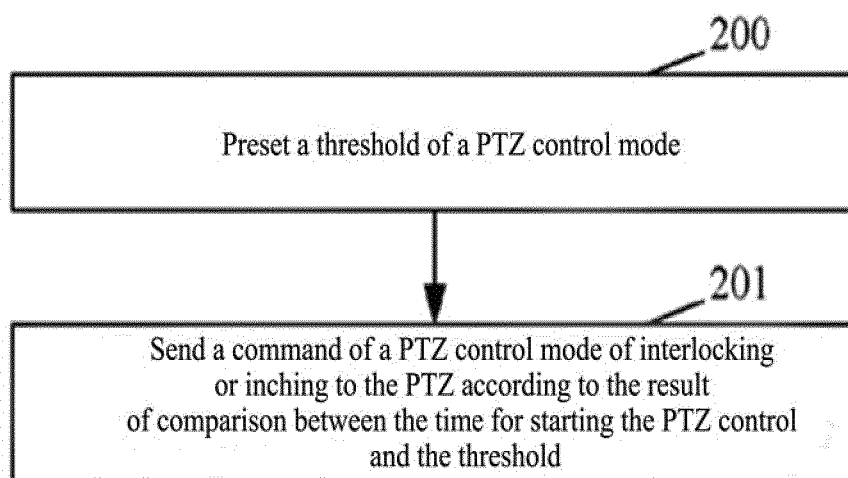 200
Preset a threshold of a PTZ control mode
201
Send a command of a PTZ control mode of interlocking
or inching to the PTZ according to the result
of comparison between the time for starting the PTZ control
and the threshold